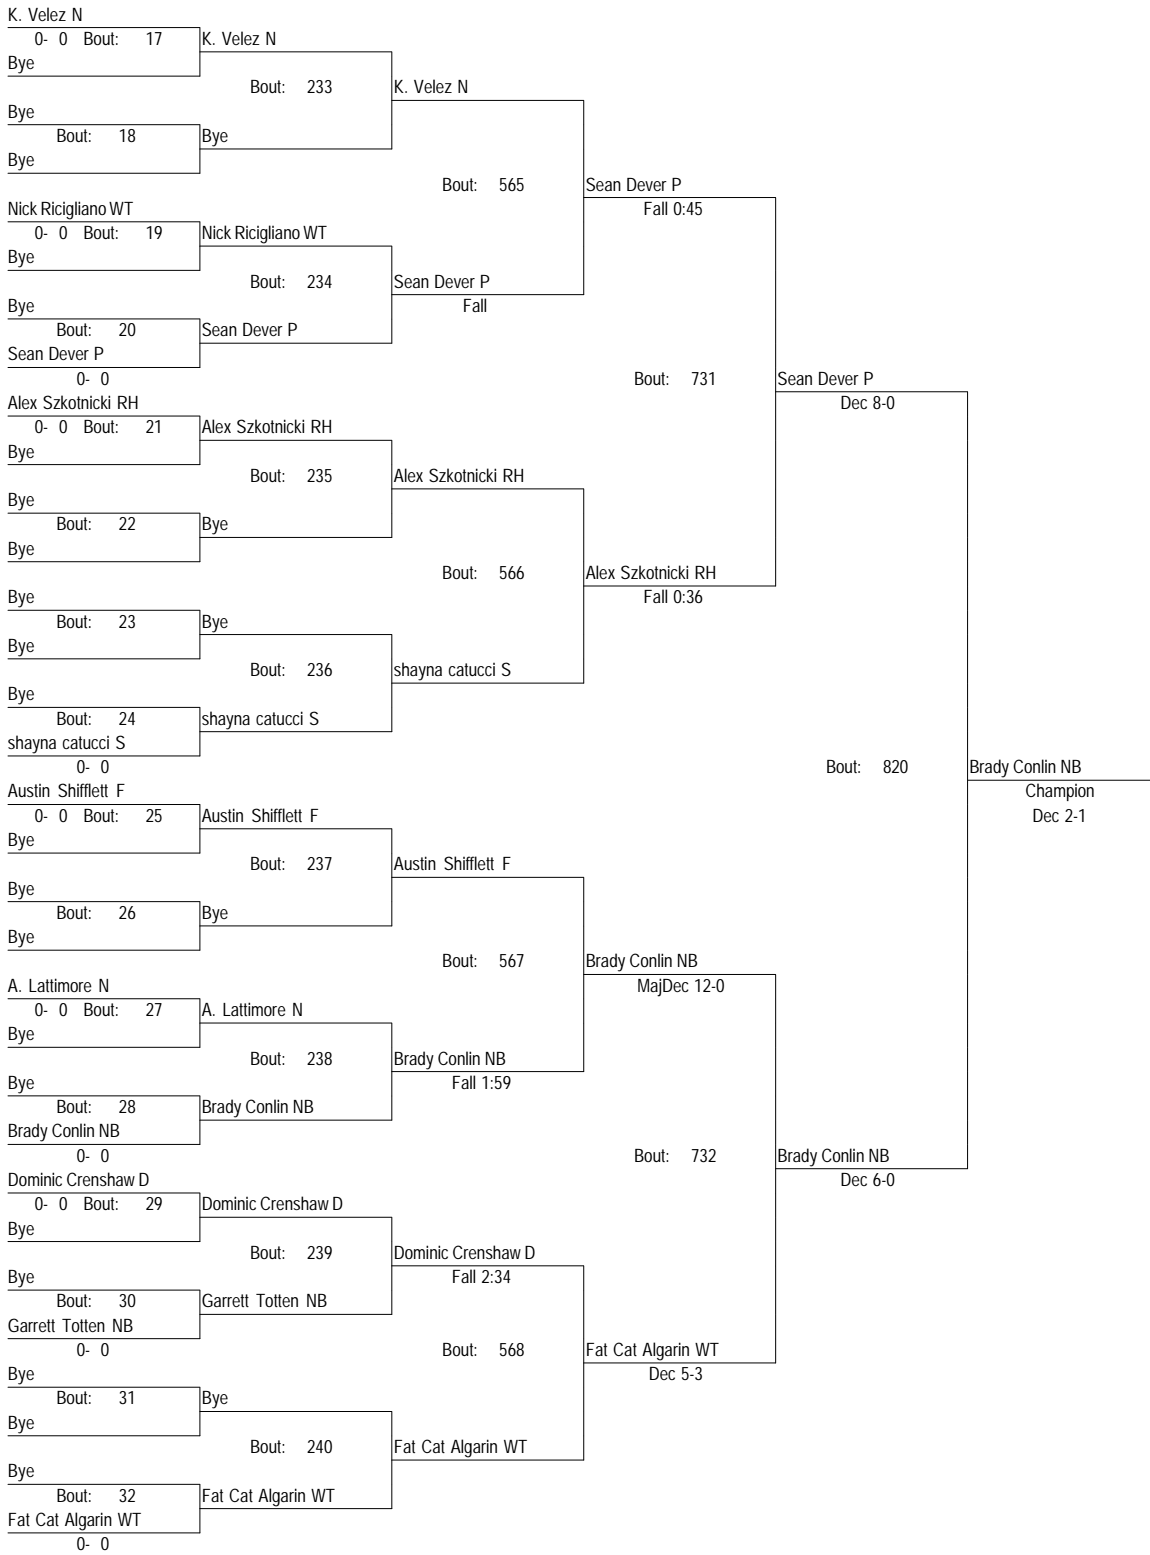 K. Velez N
0- 0 Bout: 17 K. Velez N
Bye
Bout: 233 K. Velez N
Bye
Bout: 18 Bye
Bye
Bout: 565 Sean Dever P
Nick Ricigliano WT Fall 0:45
0- 0 Bout: 19 Nick Ricigliano WT
Bye
Bout: 234 Sean Dever P
Bye Fall
Bout: 20 Sean Dever P
Sean Dever P
0- 0 Bout: 731 Sean Dever P
Alex Szkotnicki RH Dec 8-0
0- 0 Bout: 21 Alex Szkotnicki RH
Bye
Bout: 235 Alex Szkotnicki RH
Bye
Bout: 22 Bye
Bye
Bout: 566 Alex Szkotnicki RH
Bye Fall 0:36
Bout: 23 Bye
Bye
Bout: 236 shayna catucci S
Bye
Bout: 24 shayna catucci S
shayna catucci S
0- 0 Bout: 820 Brady Conlin NB
Austin Shifflett F Champion
0- 0 Bout: 25 Austin Shifflett F Dec 2-1
Bye
Bout: 237 Austin Shifflett F
Bye
Bout: 26 Bye
Bye
Bout: 567 Brady Conlin NB
A. Lattimore N MajDec 12-0
0- 0 Bout: 27 A. Lattimore N
Bye
Bout: 238 Brady Conlin NB
Bye Fall 1:59
Bout: 28 Brady Conlin NB
Brady Conlin NB
0- 0 Bout: 732 Brady Conlin NB
Dominic Crenshaw D Dec 6-0
0- 0 Bout: 29 Dominic Crenshaw D
Bye
Bout: 239 Dominic Crenshaw D
Bye Fall 2:34
Bout: 30 Garrett Totten NB
Garrett Totten NB
0- 0 Bout: 568 Fat Cat Algarin WT
Bye Dec 5-3
Bout: 31 Bye
Bye
Bout: 240 Fat Cat Algarin WT
Bye
Bout: 32 Fat Cat Algarin WT
Fat Cat Algarin WT
0- 0